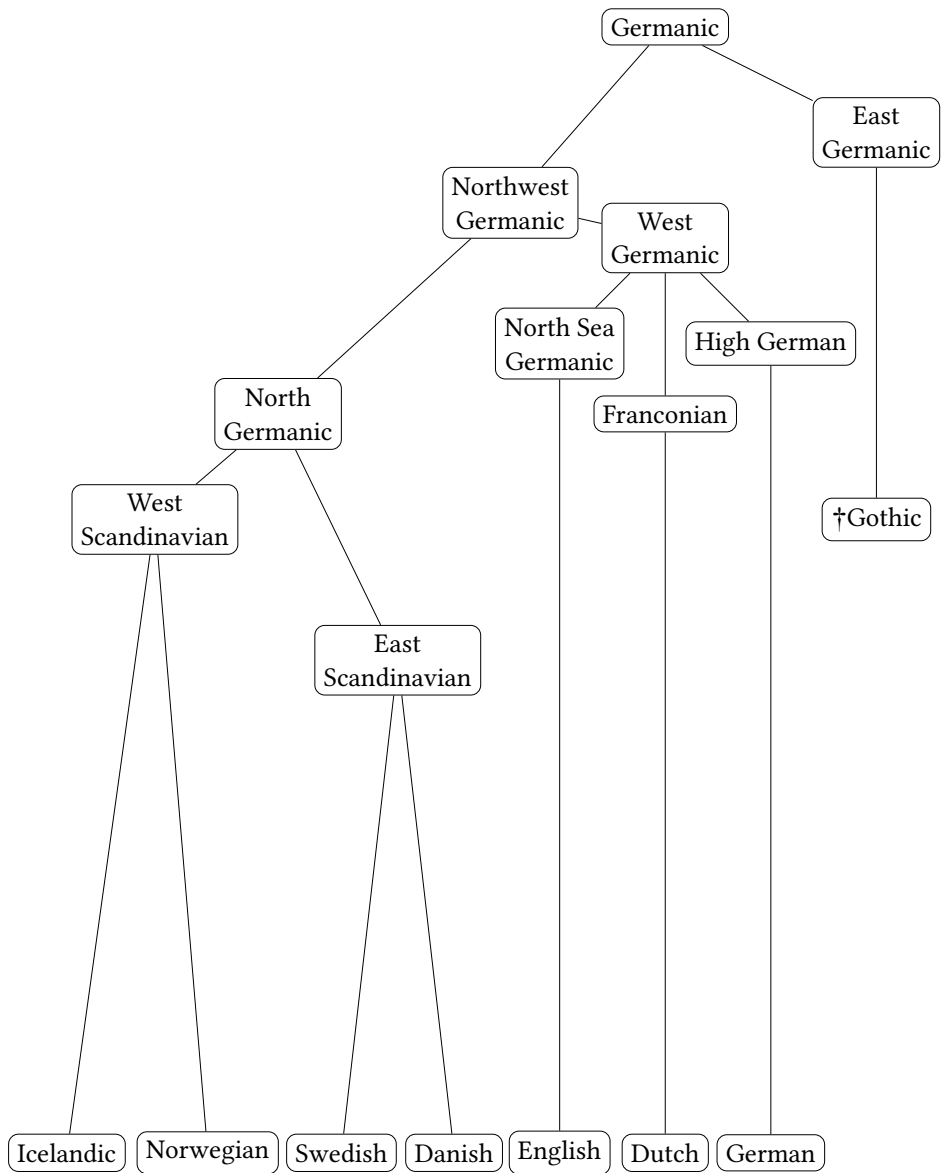 Germanic
East
Germanic
Northwest
Germanic
West
Germanic
North Sea
Germanic
High German
North
Germanic
Franconian
West
Scandinavian
†Gothic
East
Scandinavian
Icelandic
Norwegian
Swedish
Danish
English
Dutch
German